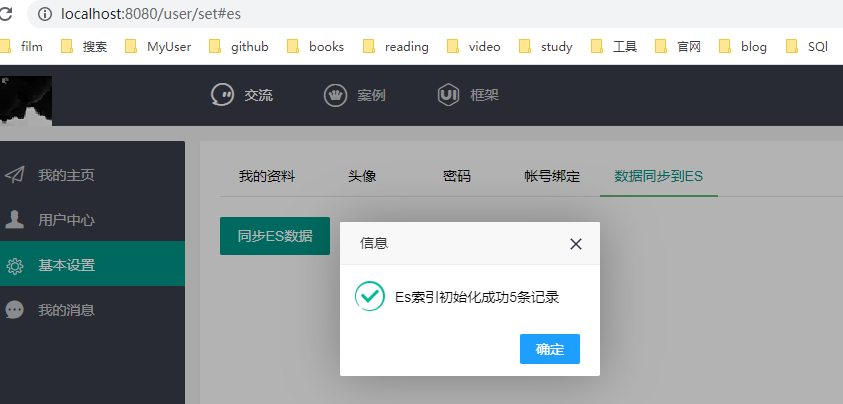 localhost:8080/user/set#es
film 搜索 MyUser github books reading video study 工具 官网 blog SQl
交流 案例 框架
我的主页
用户中心
基本设置
我的消息
我的资料 头像 密码 帐号绑定 数据同步到ES
同步ES数据
信息
Es索引初始化成功5条记录
确定